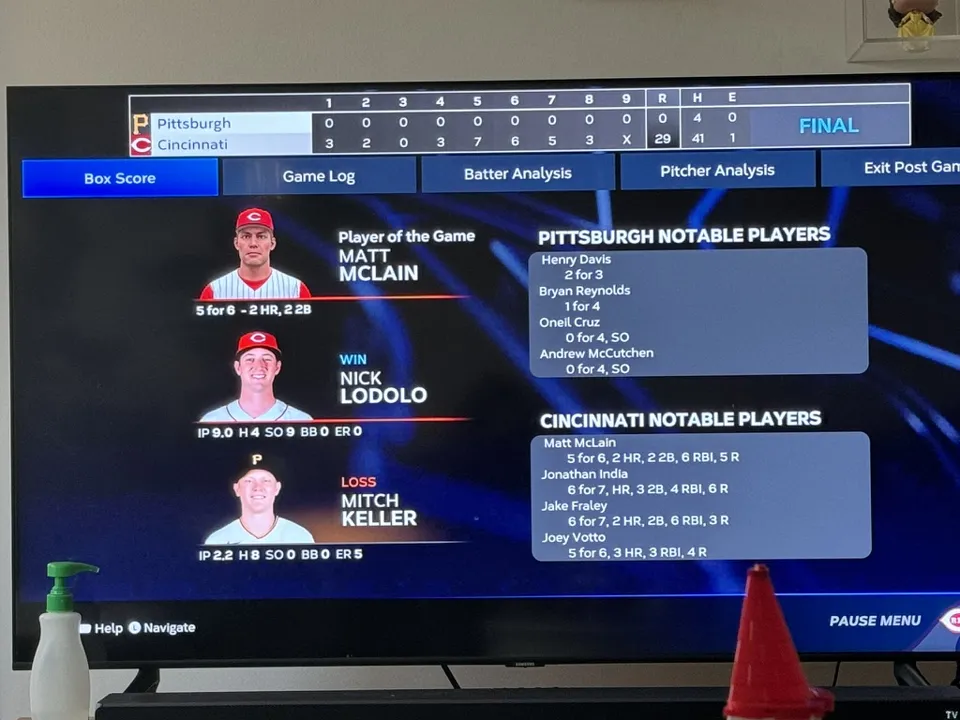 1 2 3 4 5 6 7 8 9 R H E
P Pittsburgh 0 0 0 0 0 0 0 0 0 0 4 0
C Cincinnati 3 2 0 3 7 6 5 3 X 29 41 1
FINAL
Box Score Game Log Batter Analysis Pitcher Analysis Exit Post Gam
Player of the Game
MATT
MCLAIN
5 for 6 - 2 HR, 2 2B
WIN
NICK
LODOLO
IP 9.0 H 4 SO 9 BB 0 ER 0
P
LOSS
MITCH
KELLER
IP 2.2 H 8 SO 0 BB 0 ER 5
PITTSBURGH NOTABLE PLAYERS
Henry Davis
2 for 3
Bryan Reynolds
1 for 4
Oneil Cruz
0 for 4, SO
Andrew McCutchen
0 for 4, SO
CINCINNATI NOTABLE PLAYERS
Matt McLain
5 for 6, 2 HR, 2 2B, 6 RBI, 5 R
Jonathan India
6 for 7, HR, 3 2B, 4 RBI, 6 R
Jake Fraley
6 for 7, 2 HR, 2B, 6 RBI, 3 R
Joey Votto
5 for 6, 3 HR, 3 RBI, 4 R
Help L Navigate
PAUSE MENU
SAMSUNG
TV